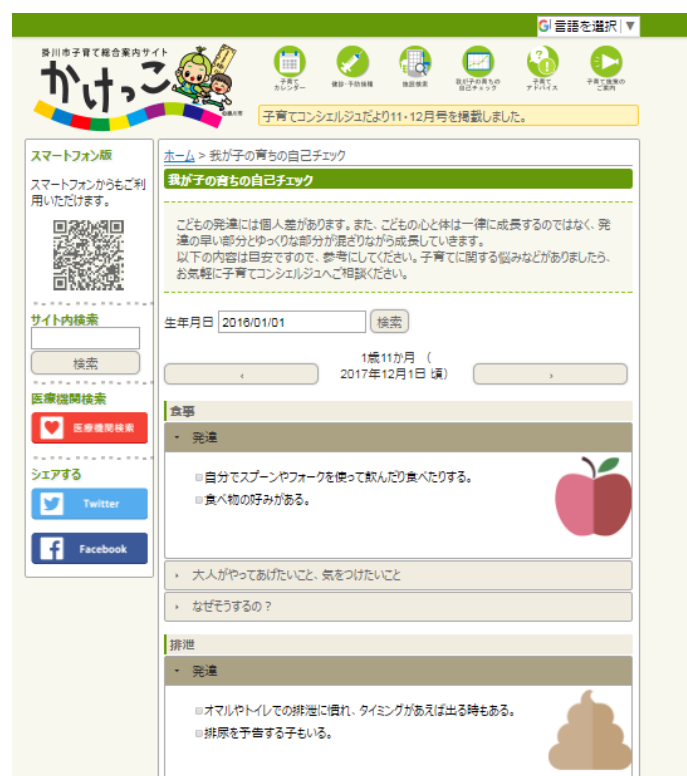 言語を選択 ▼
掛川市子育て総合案内サイト
かけっこ
掛川市
子育て
カレンダー
健診・予防接種
施設検索
我が子の育ちの
自己チェック
子育て
アドバイス
子育て施策の
ご案内
子育てコンシェルジュだより11・12月号を掲載しました。
スマートフォン版
スマートフォンからもご利
用いただけます。
サイト内検索
検索
医療機関検索
医療機関検索
シェアする
Twitter
Facebook
ホーム > 我が子の育ちの自己チェック
我が子の育ちの自己チェック
こどもの発達には個人差があります。また、こどもの心と体は一律に成長するのではなく、発
達の早い部分とゆっくりな部分が混ざりながら成長していきます。
以下の内容は目安ですので、参考にしてください。子育てに関する悩みなどがありましたら、
お気軽に子育てコンシェルジュへご相談ください。
生年月日 2016/01/01 検索
1歳11か月 (
‹ 2017年12月1日 頃) ›
食事
発達
自分でスプーンやフォークを使って飲んだり食べたりする。
食べ物の好みがある。
大人がやってあげたいこと、気をつけたいこと
なぜそうするの?
排泄
発達
オマルやトイレでの排泄に慣れ、タイミングがあえば出る時もある。
排尿を予告する子もいる。